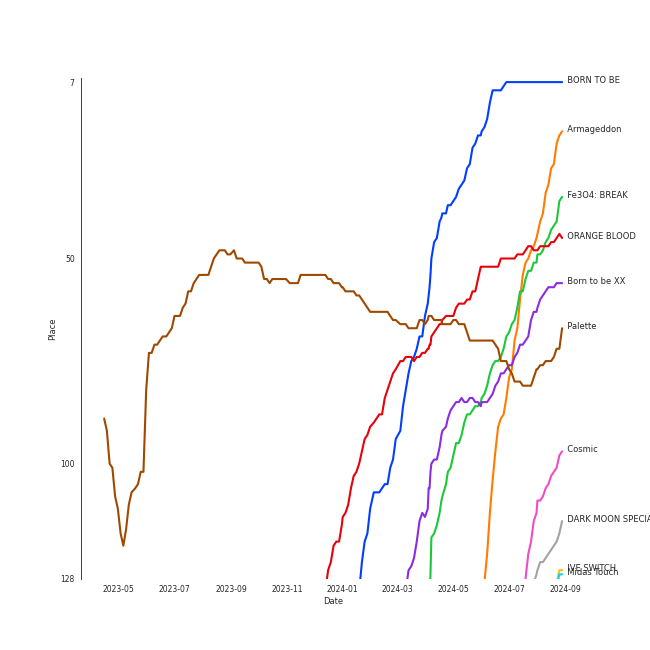 7
BORN TO BE
Armageddon
Fe3O4: BREAK
ORANGE BLOOD
50
Born to be XX
Palette
Place
Cosmic
100
DARK MOON SPECIA
IVE SWITCH
Midas Touch
128
2023-05
2023-07
2023-09
2023-11
2024-01
2024-03
2024-05
2024-07
2024-09
Date